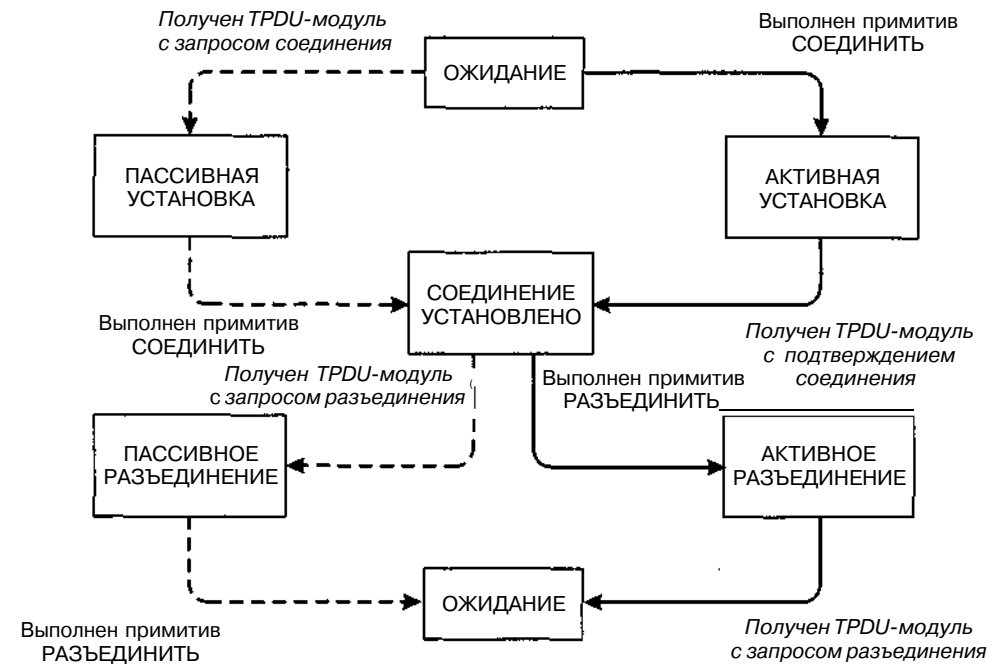 Получен TPDU-модуль
с запросом соединения
Выполнен примитив
СОЕДИНИТЬ
ОЖИДАНИЕ
ПАССИВНАЯ
УСТАНОВКА
АКТИВНАЯ
УСТАНОВКА
СОЕДИНЕНИЕ
УСТАНОВЛЕНО
Выполнен примитив
СОЕДИНИТЬ
Получен TPDU-модуль
с подтверждением
соединения
Получен TPDU-модуль
с запросом разъединения
Выполнен примитив
РАЗЪЕДИНИТЬ
ПАССИВНОЕ
РАЗЪЕДИНЕНИЕ
АКТИВНОЕ
РАЗЪЕДИНЕНИЕ
ОЖИДАНИЕ
Выполнен примитив
РАЗЪЕДИНИТЬ
Получен TPDU-модуль
с запросом разъединения